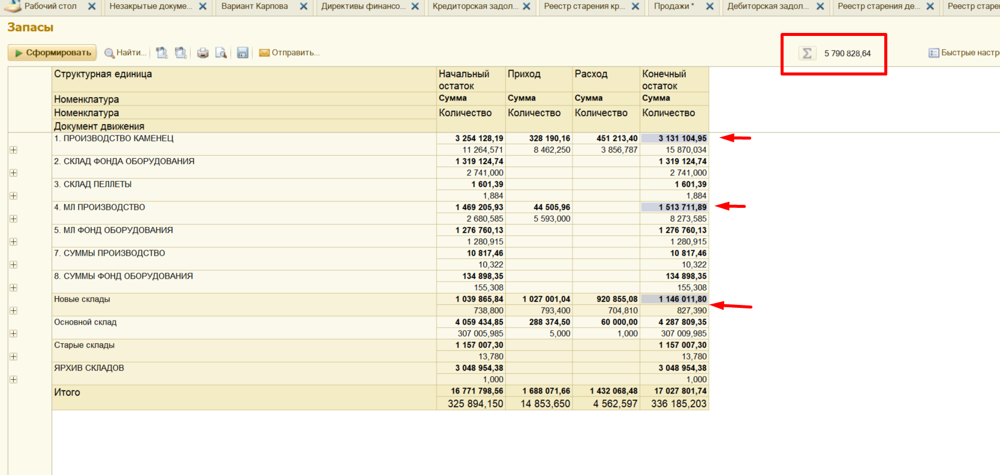 Рабочий стол Незакрытые докуме... Вариант Карпова Директивы финансо... Кредиторская задол... Реестр старения кр... Продажи * Дебиторская задол... Реестр старения де... Реестр старе
Запасы
Сформировать Найти... Отправить... Σ 5 790 828,64 Быстрые настр
Структурная единица Начальный остаток Приход Расход Конечный остаток
Номенклатура Сумма Сумма Сумма Сумма
Номенклатура Количество Количество Количество Количество
Документ движения
1. ПРОИЗВОДСТВО КАМЕНЕЦ 3 254 128,19 328 190,16 451 213,40 3 131 104,95
11 264,571 8 462,250 3 856,787 15 870,034
2. СКЛАД ФОНДА ОБОРУДОВАНИЯ 1 319 124,74 1 319 124,74
2 741,000 2 741,000
3. СКЛАД ПЕЛЛЕТЫ 1 601,39 1 601,39
1,884 1,884
4. МЛ ПРОИЗВОДСТВО 1 469 205,93 44 505,96 1 513 711,89
2 680,585 5 593,000 8 273,585
5. МЛ ФОНД ОБОРУДОВАНИЯ 1 276 760,13 1 276 760,13
1 280,915 1 280,915
7. СУММЫ ПРОИЗВОДСТВО 10 817,46 10 817,46
10,322 10,322
8. СУММЫ ФОНД ОБОРУДОВАНИЯ 134 898,35 134 898,35
155,308 155,308
Новые склады 1 039 865,84 1 027 001,04 920 855,08 1 146 011,80
738,800 793,400 704,810 827,390
Основной склад 4 059 434,85 288 374,50 60 000,00 4 287 809,35
307 005,985 5,000 1,000 307 009,985
Старые склады 1 157 007,30 1 157 007,30
13,780 13,780
ЯРХИВ СКЛАДОВ 3 048 954,38 3 048 954,38
1,000 1,000
Итого 16 771 798,56 1 688 071,66 1 432 068,48 17 027 801,74
325 894,150 14 853,650 4 562,597 336 185,203